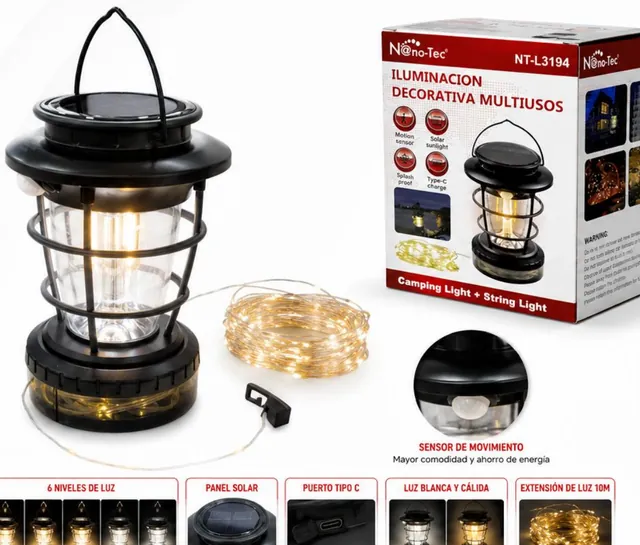 N@no-Tec®
NT-L3194
ILUMINACION
DECORATIVA MULTIUSOS
Motion
sensor
Solar
sunlight
Splash
proof
Type-C
charge
Camping Light + String Light
N@no-Tec®
WARNING:
SENSOR DE MOVIMIENTO
Mayor comodidad y ahorro de energía
6 NIVELES DE LUZ
PANEL SOLAR
PUERTO TIPO C
LUZ BLANCA Y CÁLIDA
EXTENSIÓN DE LUZ 10M